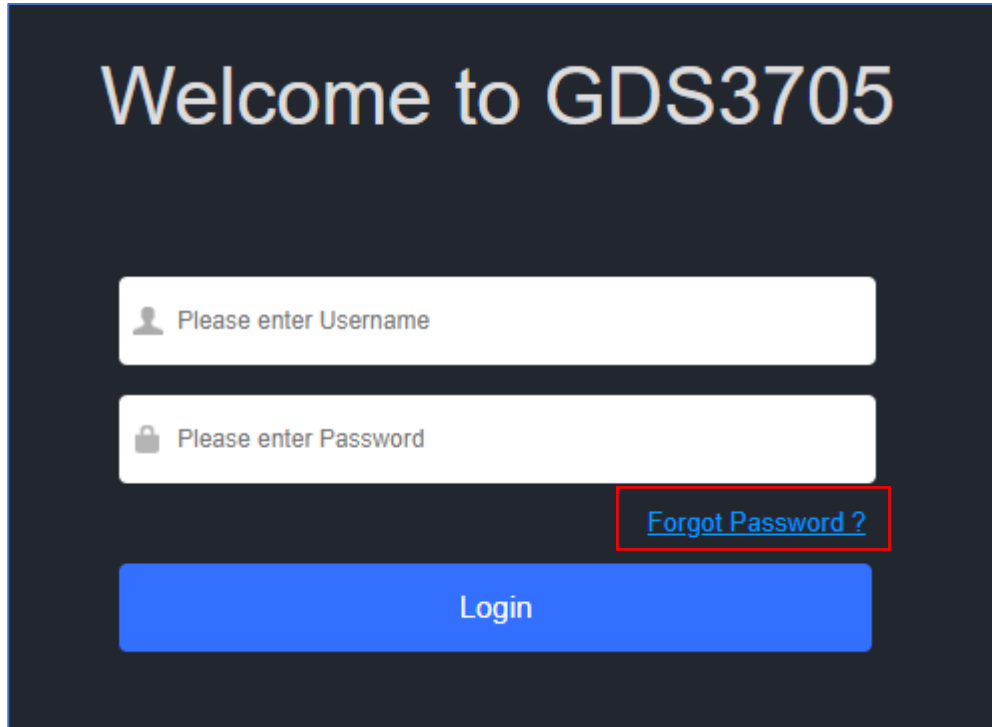 Welcome to GDS3705
Please enter Username
Please enter Password
Forgot Password ?
Login